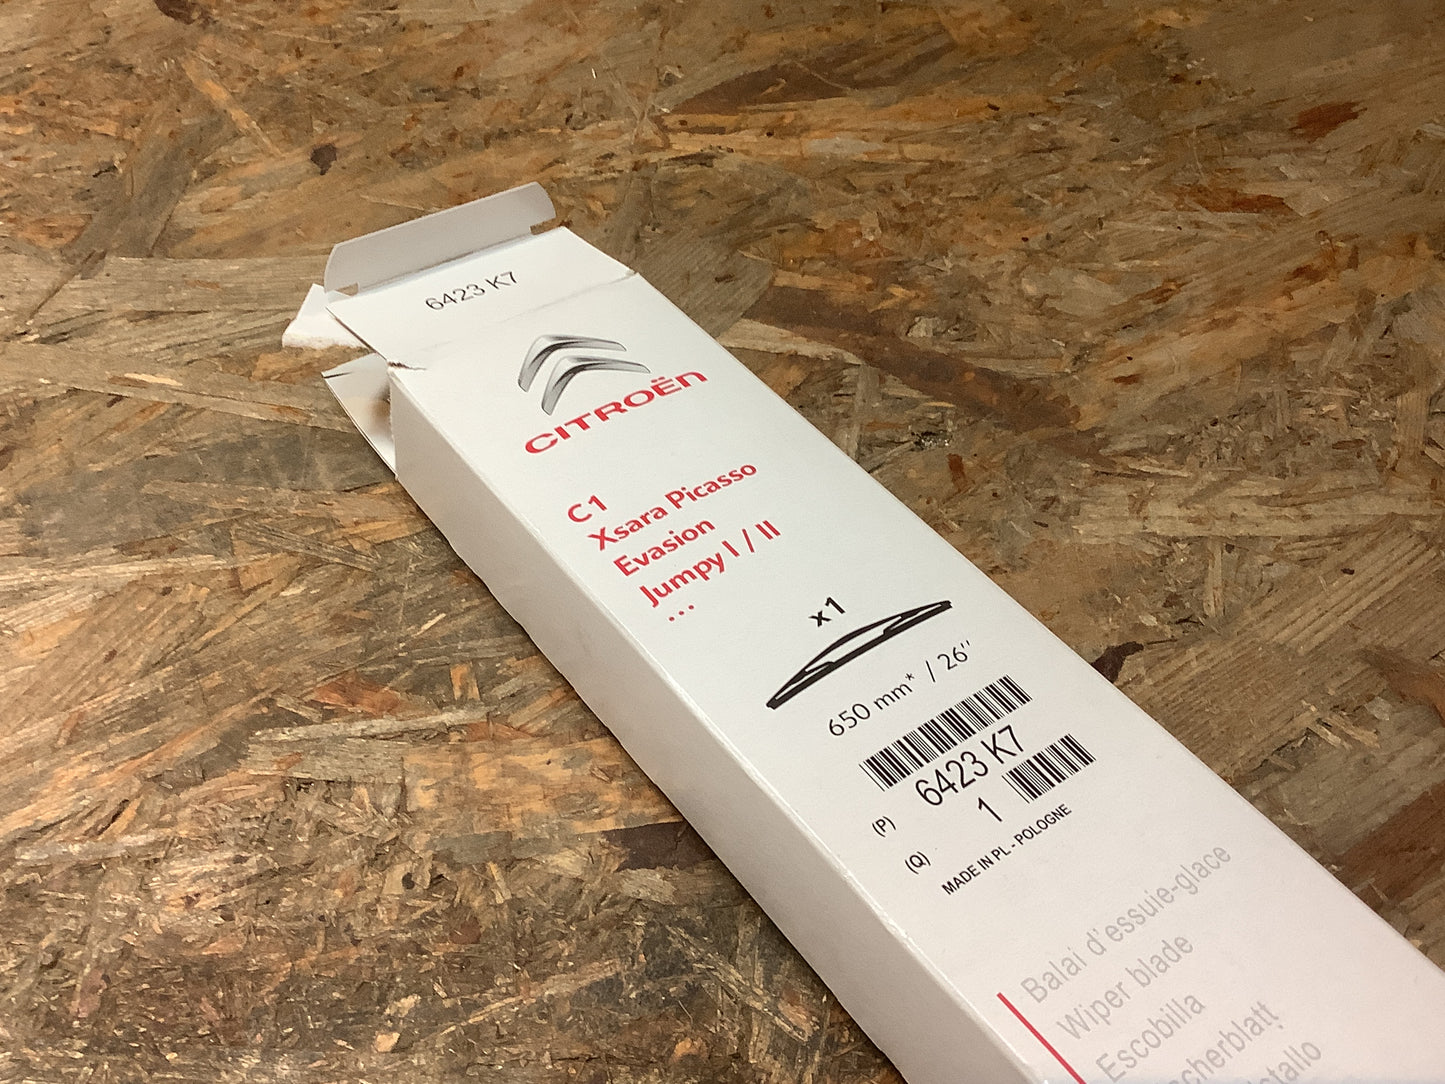 6423 K7
CITROËN
C1
Xsara Picasso
Evasion
Jumpy I / II
...
x1
650 mm* / 26''
6423 K7
(P)
1
(Q)
MADE IN PL - POLOGNE
Balai d'essuie-glace
Wiper blade
Escobilla